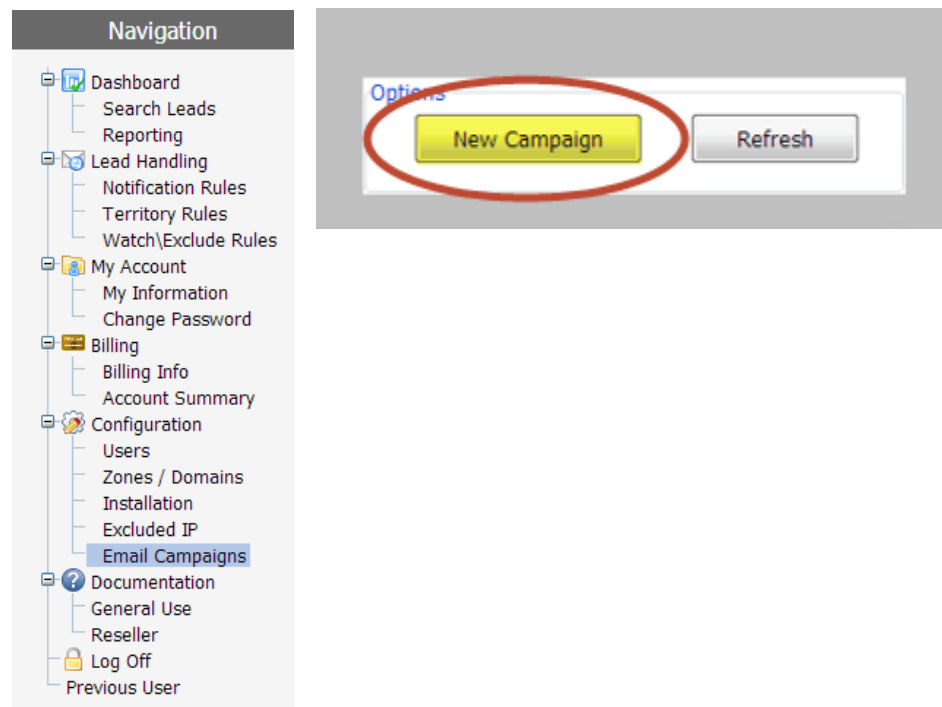 Navigation
Dashboard
Search Leads
Reporting
Lead Handling
Notification Rules
Territory Rules
Watch\Exclude Rules
My Account
My Information
Change Password
Billing
Billing Info
Account Summary
Configuration
Users
Zones / Domains
Installation
Excluded IP
Email Campaigns
Documentation
General Use
Reseller
Log Off
Previous User
Options
New Campaign Refresh